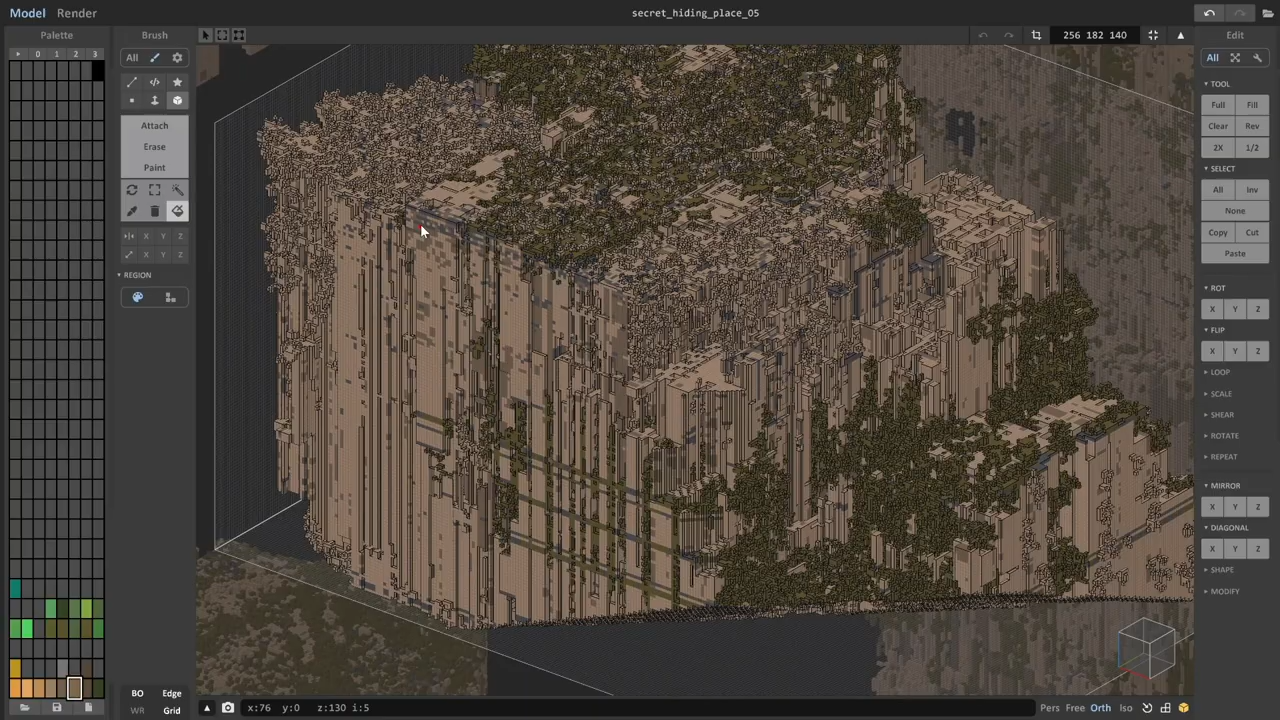 Model Render secret_hiding_place_05
Palette Brush 256 182 140 Edit
0 1 2 3
All All
TOOL
Full Fill
Clear Rev
2X 1/2
Attach
Erase
Paint
SELECT
All Inv
None
Copy Cut
Paste
X Y Z
X Y Z
REGION
ROT
X Y Z
FLIP
X Y Z
LOOP
SCALE
SHEAR
ROTATE
REPEAT
MIRROR
X Y Z
DIAGONAL
X Y Z
SHAPE
MODIFY
BO Edge
WR Grid
x:76 y:0 z:130 i:5 Pers Free Orth Iso